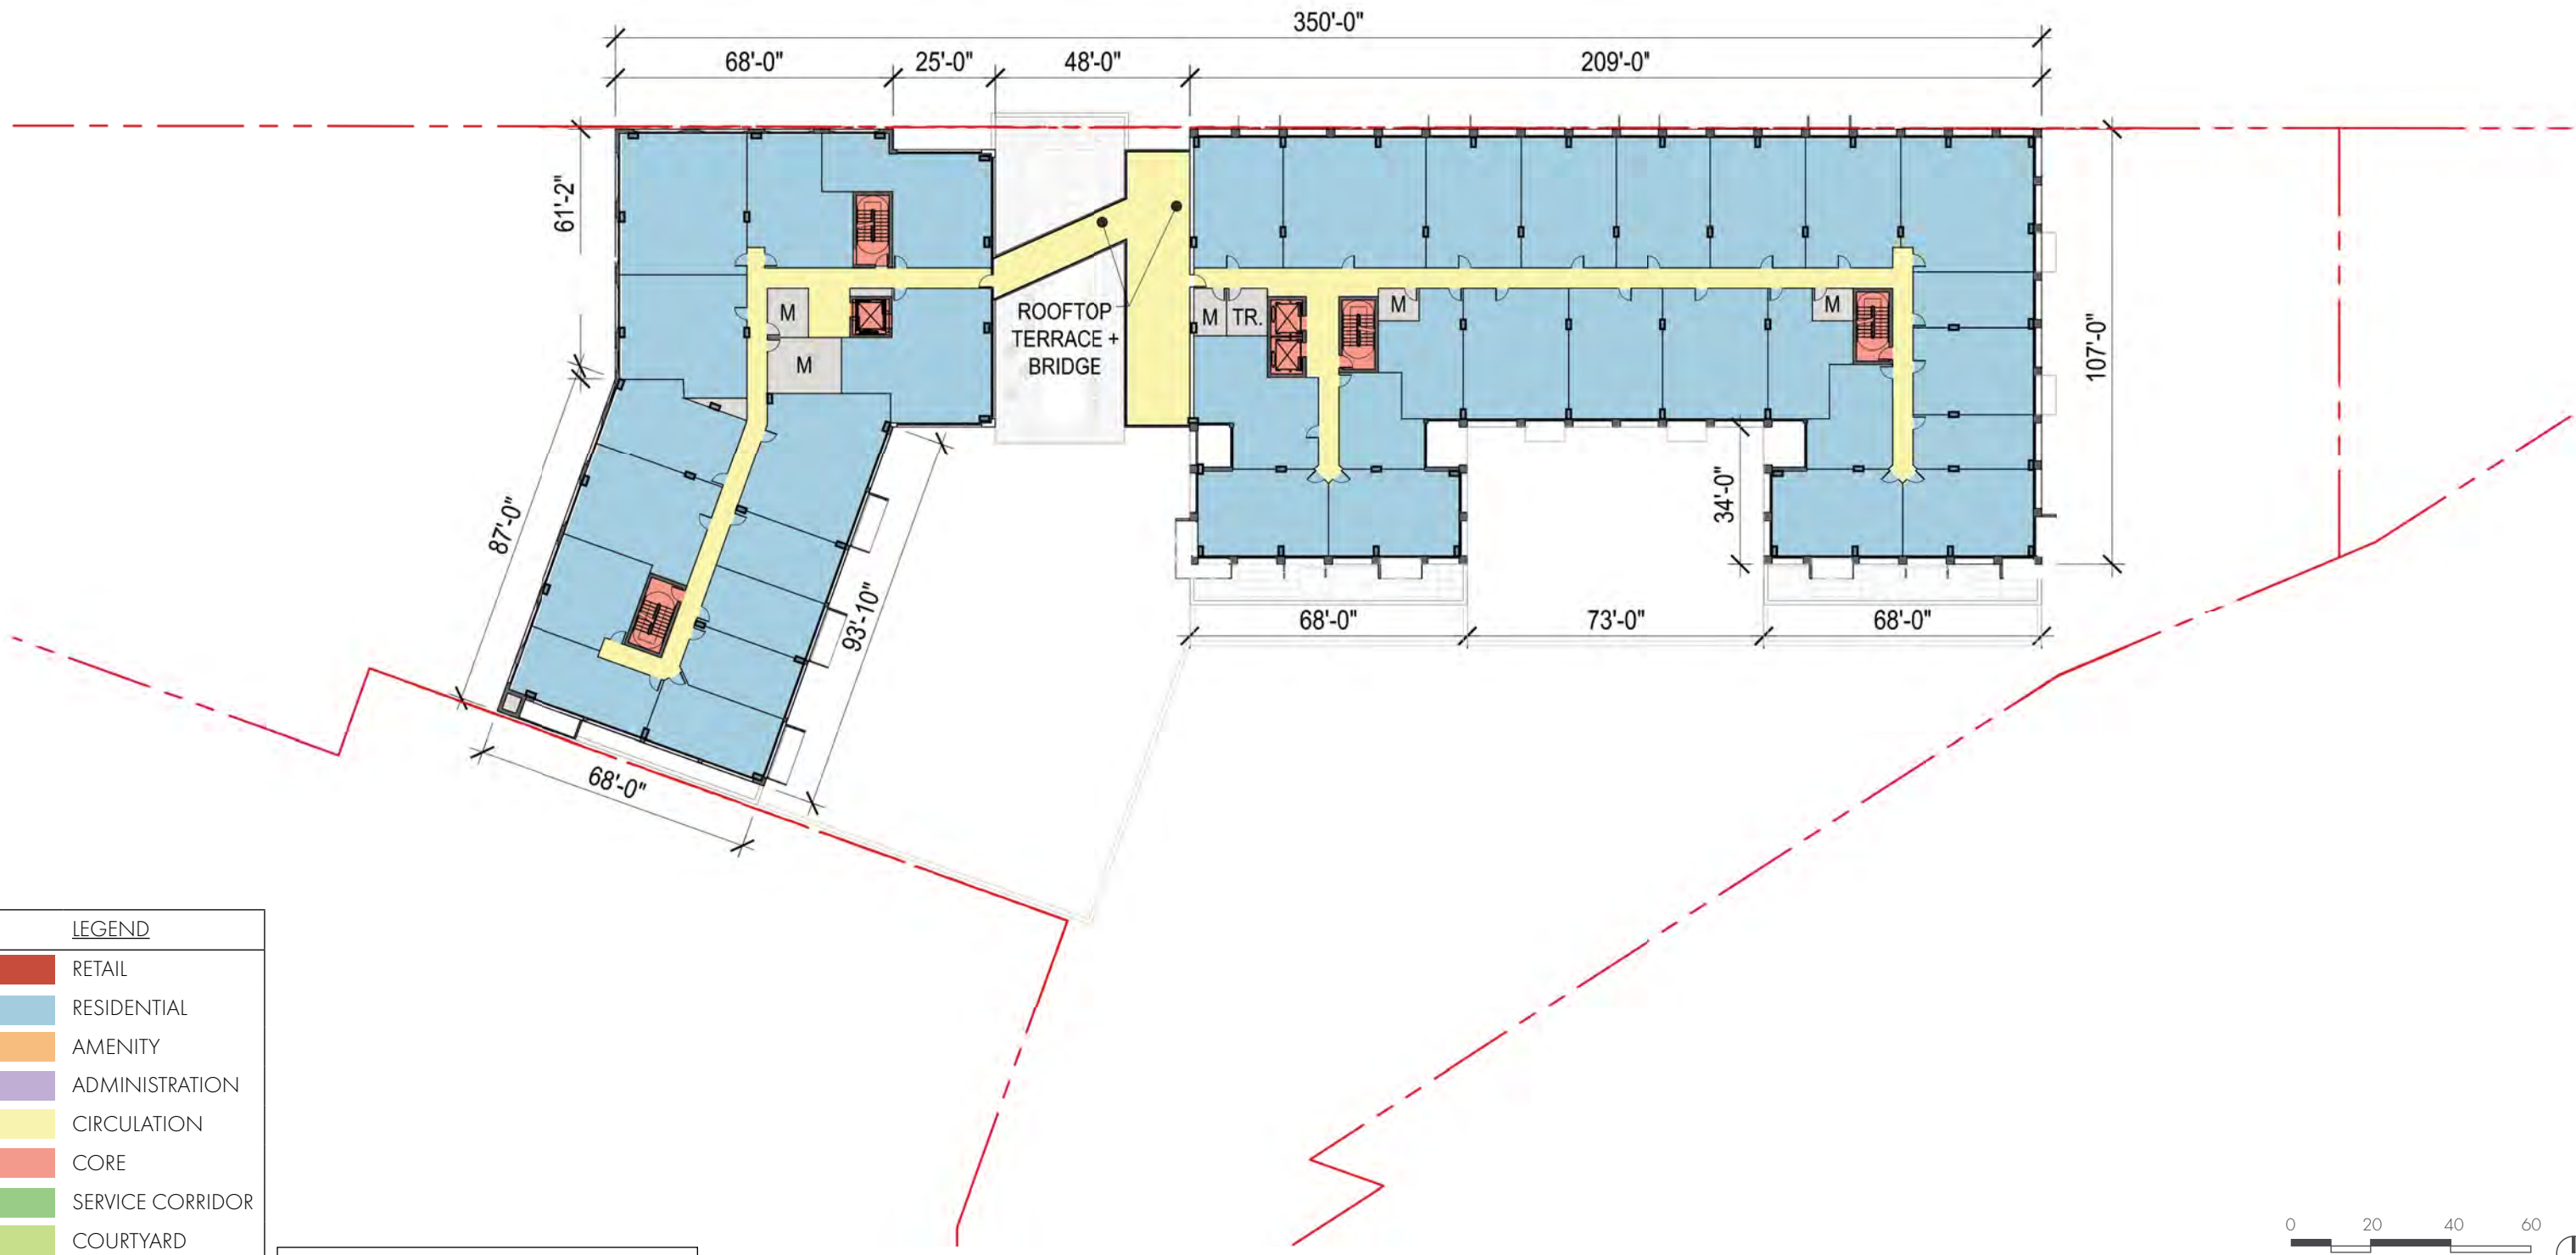 350'-0"
68'-0"
25'-0"
48'-0"
209'-0"
61'-2"
107'-0"
M
M
ROOFTOP
TERRACE +
BRIDGE
M
TR.
M
M
87'-0"
93'-10"
34'-0"
68'-0"
68'-0"
73'-0"
68'-0"
LEGEND
RETAIL
RESIDENTIAL
AMENITY
ADMINISTRATION
CIRCULATION
CORE
SERVICE CORRIDOR
COURTYARD
0 20 40 60